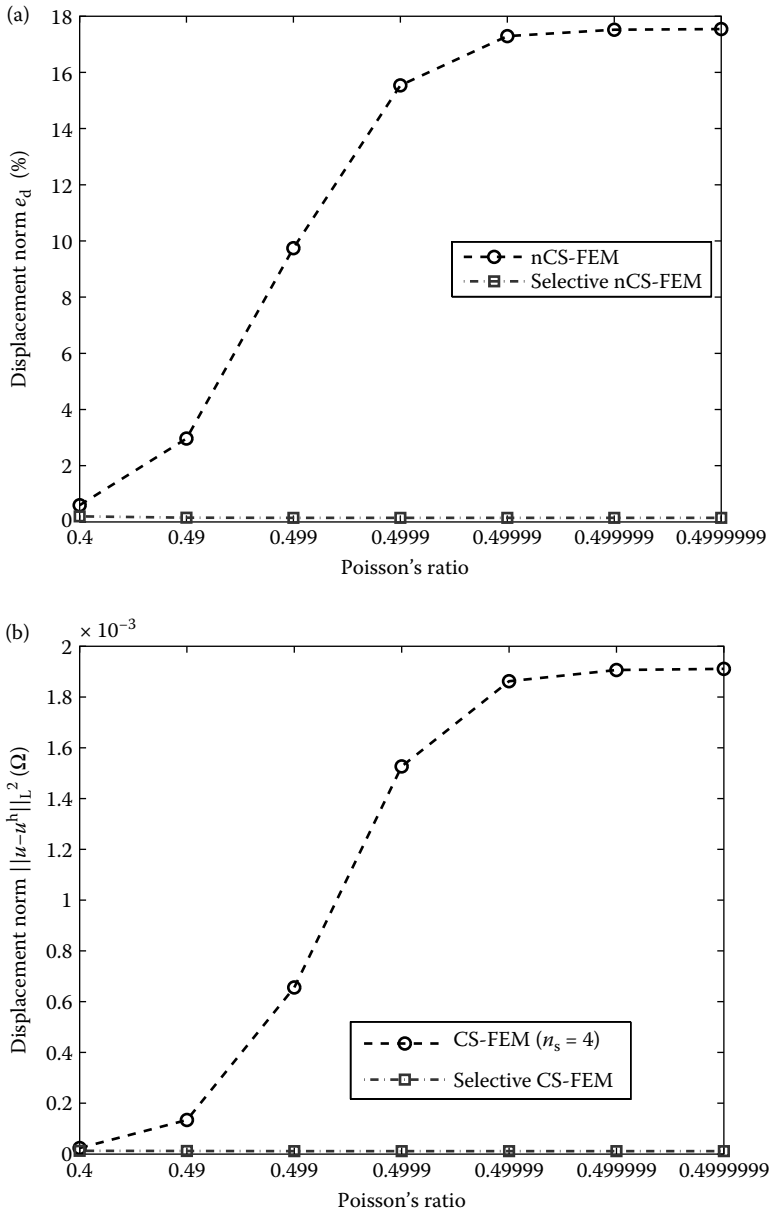 (a)
18
16
14
12
10
8
6
4
2
0
Displacement norm e_d (%)
nCS-FEM
Selective nCS-FEM
0.4 0.49 0.499 0.4999 0.49999 0.499999 0.4999999
Poisson's ratio
(b)
× 10⁻³
2
1.8
1.6
1.4
1.2
1
0.8
0.6
0.4
0.2
0
Displacement norm ||u–uʰ||_L² (Ω)
CS-FEM (n_s = 4)
Selective CS-FEM
0.4 0.49 0.499 0.4999 0.49999 0.499999 0.4999999
Poisson's ratio